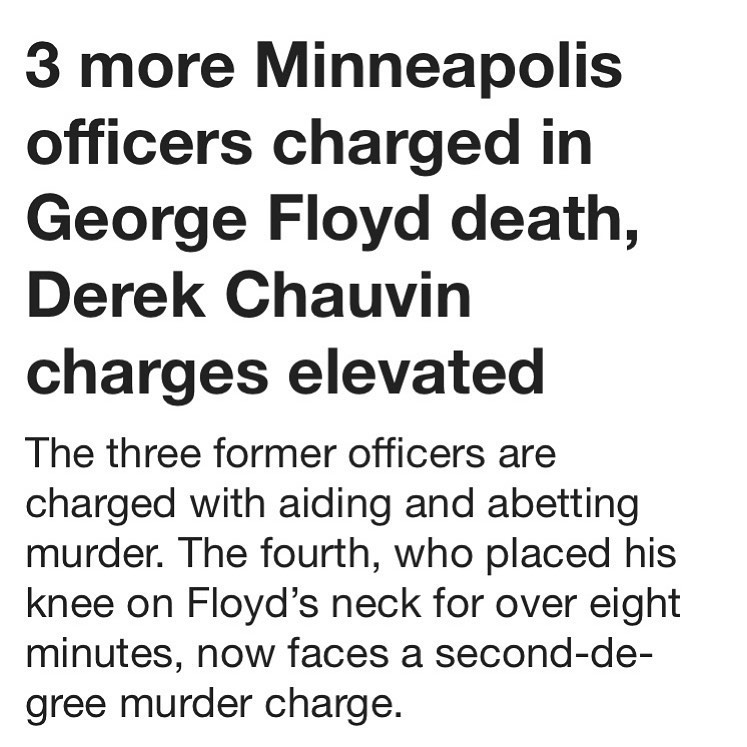 3 more Minneapolis
officers charged in
George Floyd death,
Derek Chauvin
charges elevated
The three former officers are
charged with aiding and abetting
murder. The fourth, who placed his
knee on Floyd’s neck for over eight
minutes, now faces a second-de-
gree murder charge.